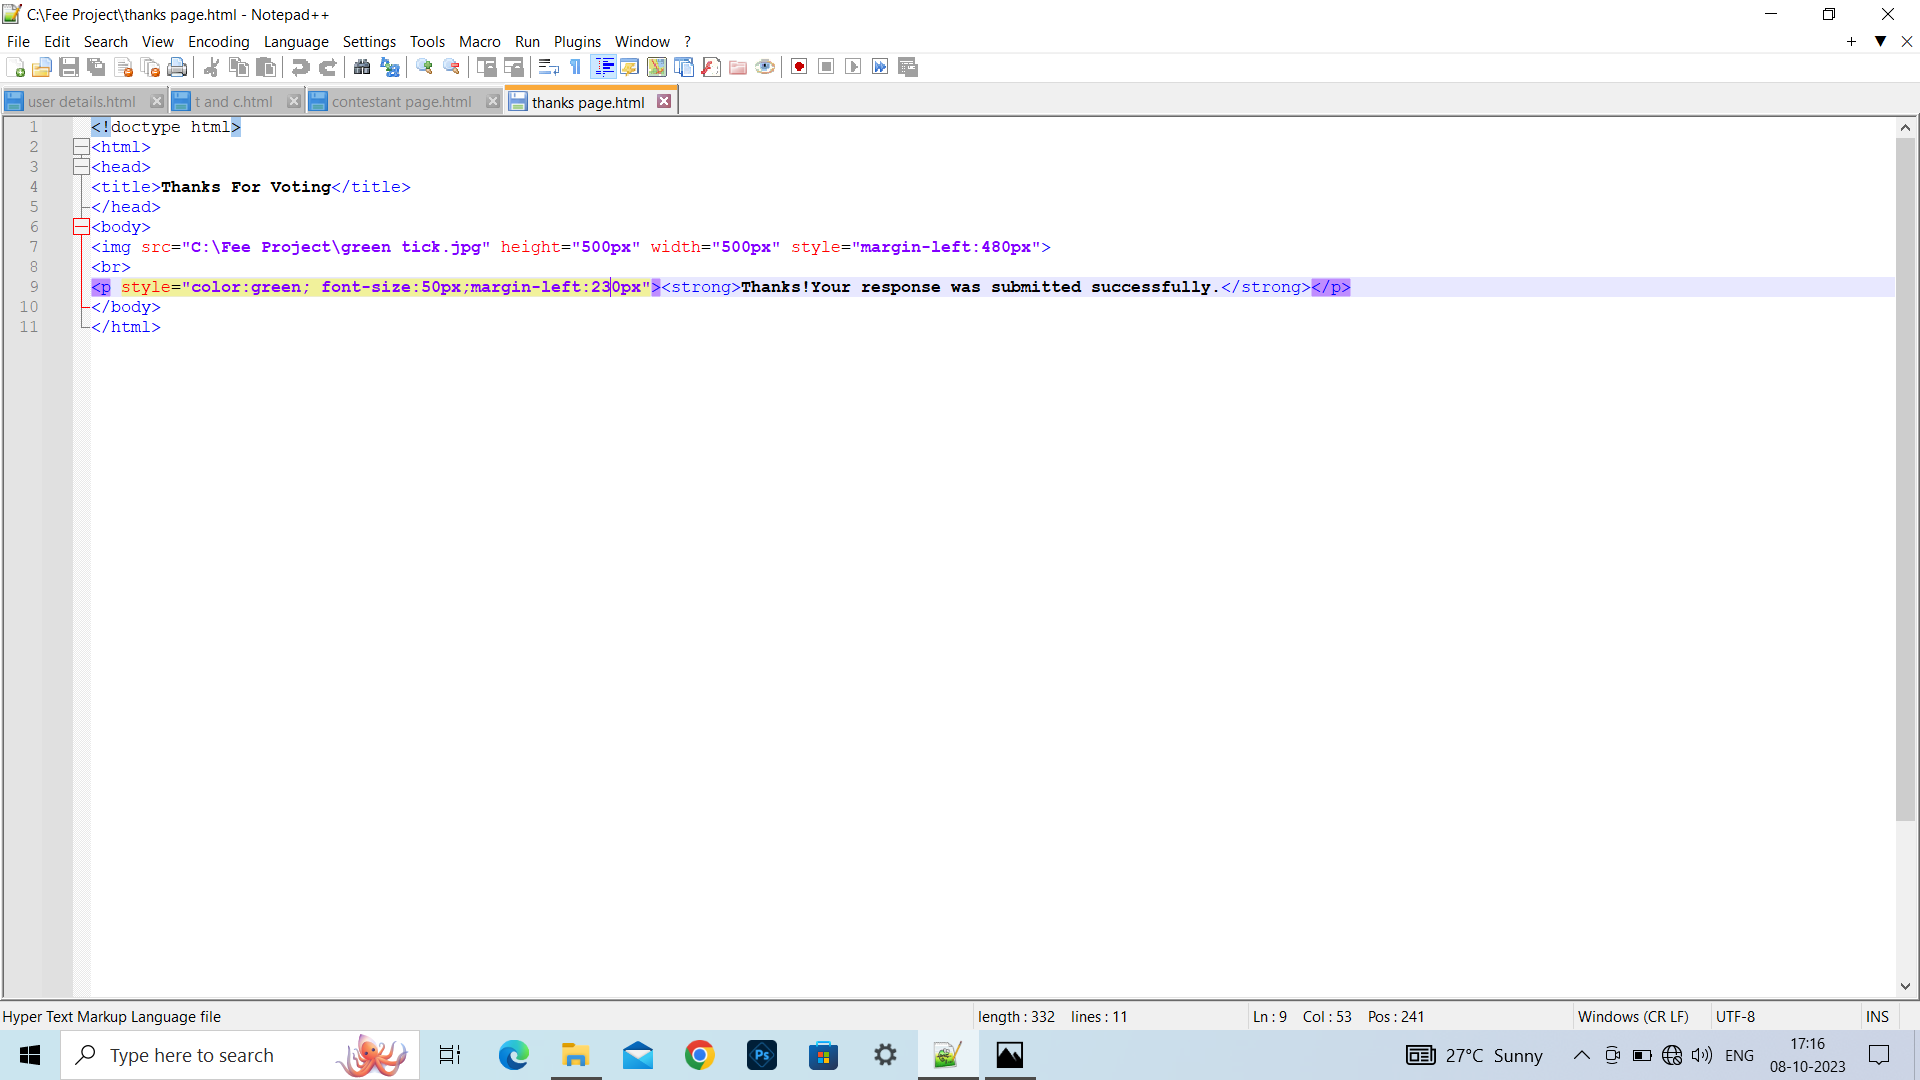 C:\Fee Project\thanks page.html - Notepad++
File Edit Search View Encoding Language Settings Tools Macro Run Plugins Window ?
user details.html t and c.html contestant page.html thanks page.html
1 <!doctype html>
2 <html>
3 <head>
4 <title>Thanks For Voting</title>
5 </head>
6 <body>
7 <img src="C:\Fee Project\green tick.jpg" height="500px" width="500px" style="margin-left:480px">
8 <br>
9 <p style="color:green; font-size:50px;margin-left:230px"><strong>Thanks!Your response was submitted successfully.</strong></p>
10 </body>
11 </html>
Hyper Text Markup Language file length : 332 lines : 11 Ln : 9 Col : 53 Pos : 241 Windows (CR LF) UTF-8 INS
Type here to search Ps 27°C Sunny ENG 17:16
08-10-2023